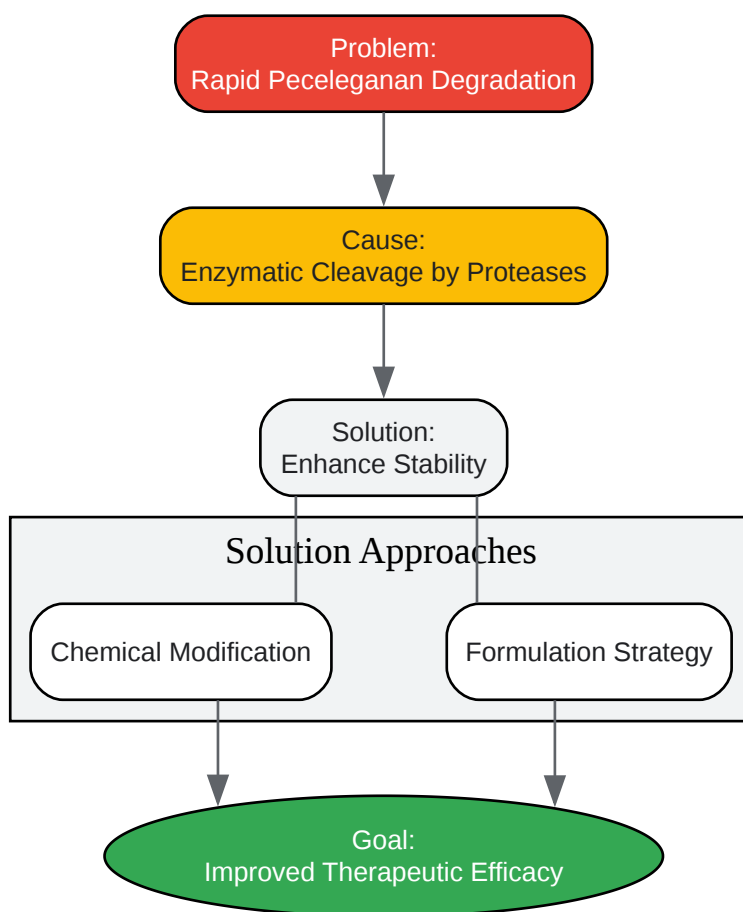 Problem:
Rapid Peceleganan Degradation
Cause:
Enzymatic Cleavage by Proteases
Solution:
Enhance Stability
Solution Approaches
Chemical Modification
Formulation Strategy
Goal:
Improved Therapeutic Efficacy